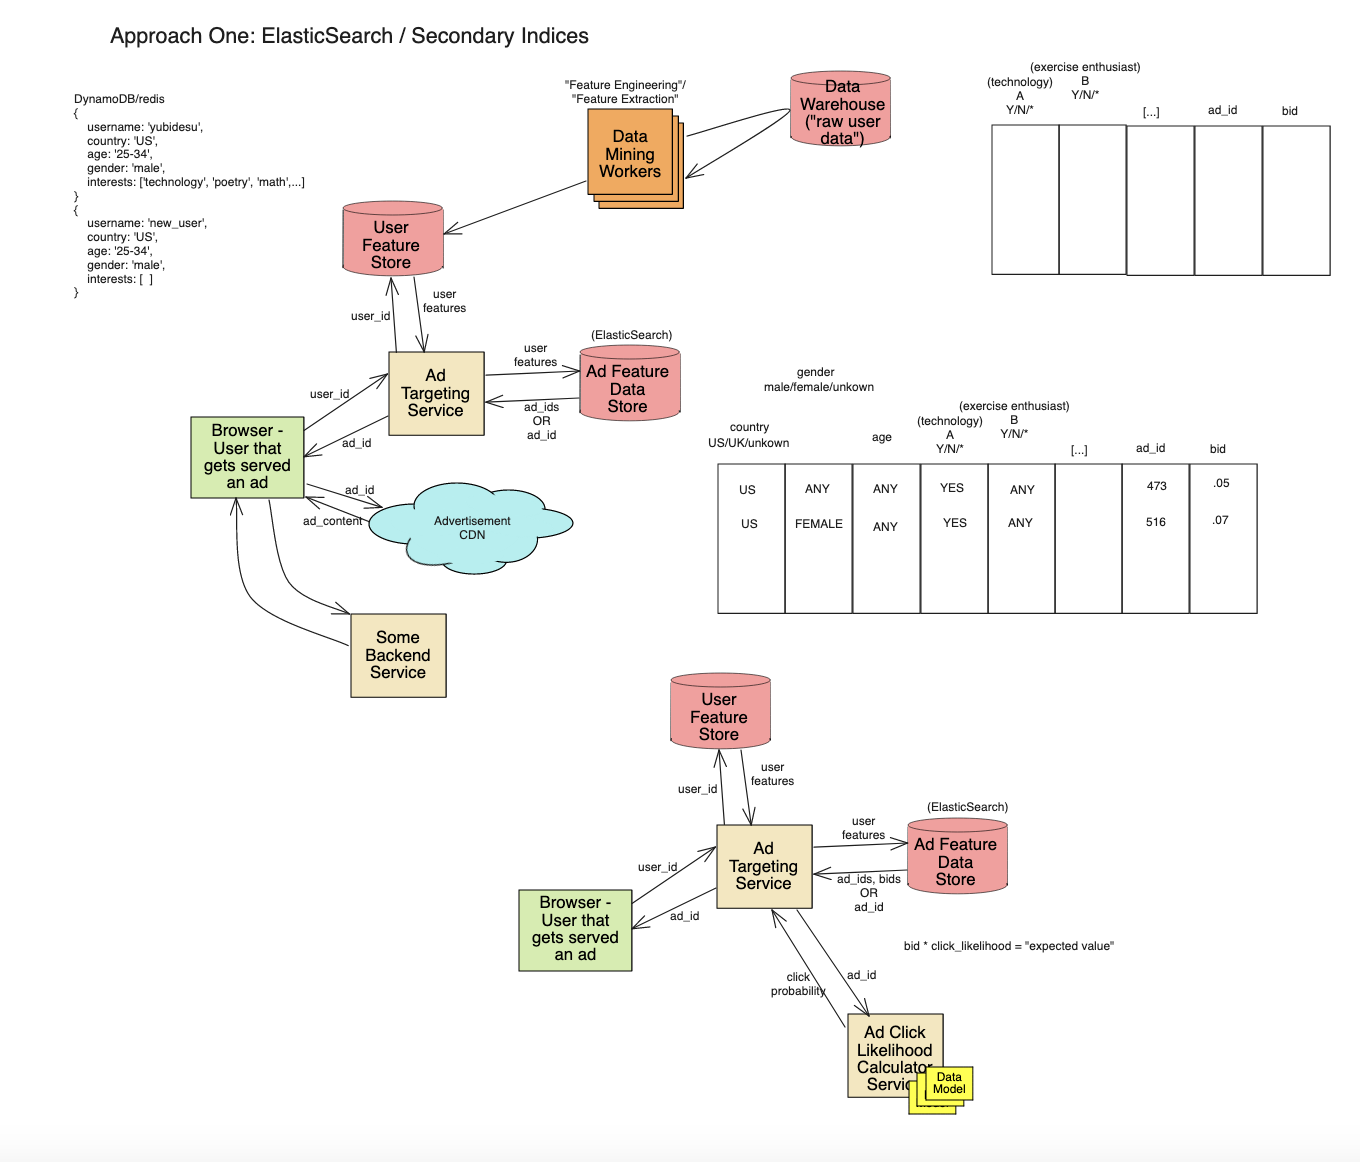 Approach One: ElasticSearch / Secondary Indices
DynamoDB/redis
{
username: 'yubidesu',
country: 'US',
age: '25-34',
gender: 'male',
interests: ['technology', 'poetry', 'math',...]
}
{
username: 'new_user',
country: 'US',
age: '25-34',
gender: 'male',
interests: [ ]
}
"Feature Engineering"/
"Feature Extraction"
Data
Mining
Workers
Data
Warehouse
("raw user
data")
(exercise enthusiast)
(technology)
A
Y/N/*
B
Y/N/*
[...]
ad_id
bid
User
Feature
Store
user_id
user
features
Ad
Targeting
Service
user
features
(ElasticSearch)
Ad Feature
Data
Store
ad_ids
OR
ad_id
user_id
ad_id
Browser -
User that
gets served
an ad
ad_id
ad_content
Advertisement
CDN
Some
Backend
Service
gender
male/female/unkown
country
US/UK/unkown
age
(exercise enthusiast)
(technology)
A
Y/N/*
B
Y/N/*
[...]
ad_id
bid
US ANY ANY YES ANY 473 .05
US FEMALE ANY YES ANY 516 .07
User
Feature
Store
user_id
user
features
Ad
Targeting
Service
user
features
(ElasticSearch)
Ad Feature
Data
Store
ad_ids, bids
OR
ad_id
user_id
ad_id
Browser -
User that
gets served
an ad
bid * click_likelihood = "expected value"
click
probability
ad_id
Ad Click
Likelihood
Calculator
Service
Data
Model